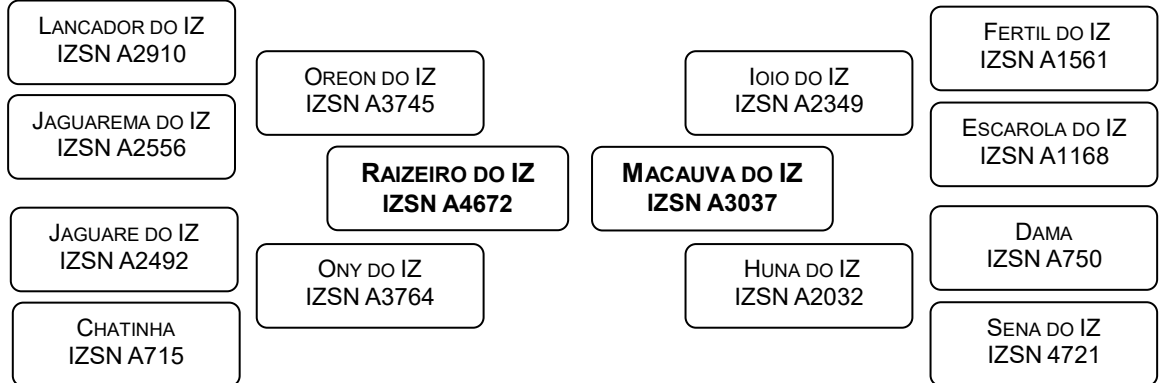 Lancador do IZ
IZSN A2910
Jaguarema do IZ
IZSN A2556
Jaguare do IZ
IZSN A2492
Chatinha
IZSN A715
Oreon do IZ
IZSN A3745
Ony do IZ
IZSN A3764
Raizeiro do IZ
IZSN A4672
Macauva do IZ
IZSN A3037
Ioio do IZ
IZSN A2349
Huna do IZ
IZSN A2032
Fertil do IZ
IZSN A1561
Escarola do IZ
IZSN A1168
Dama
IZSN A750
Sena do IZ
IZSN 4721